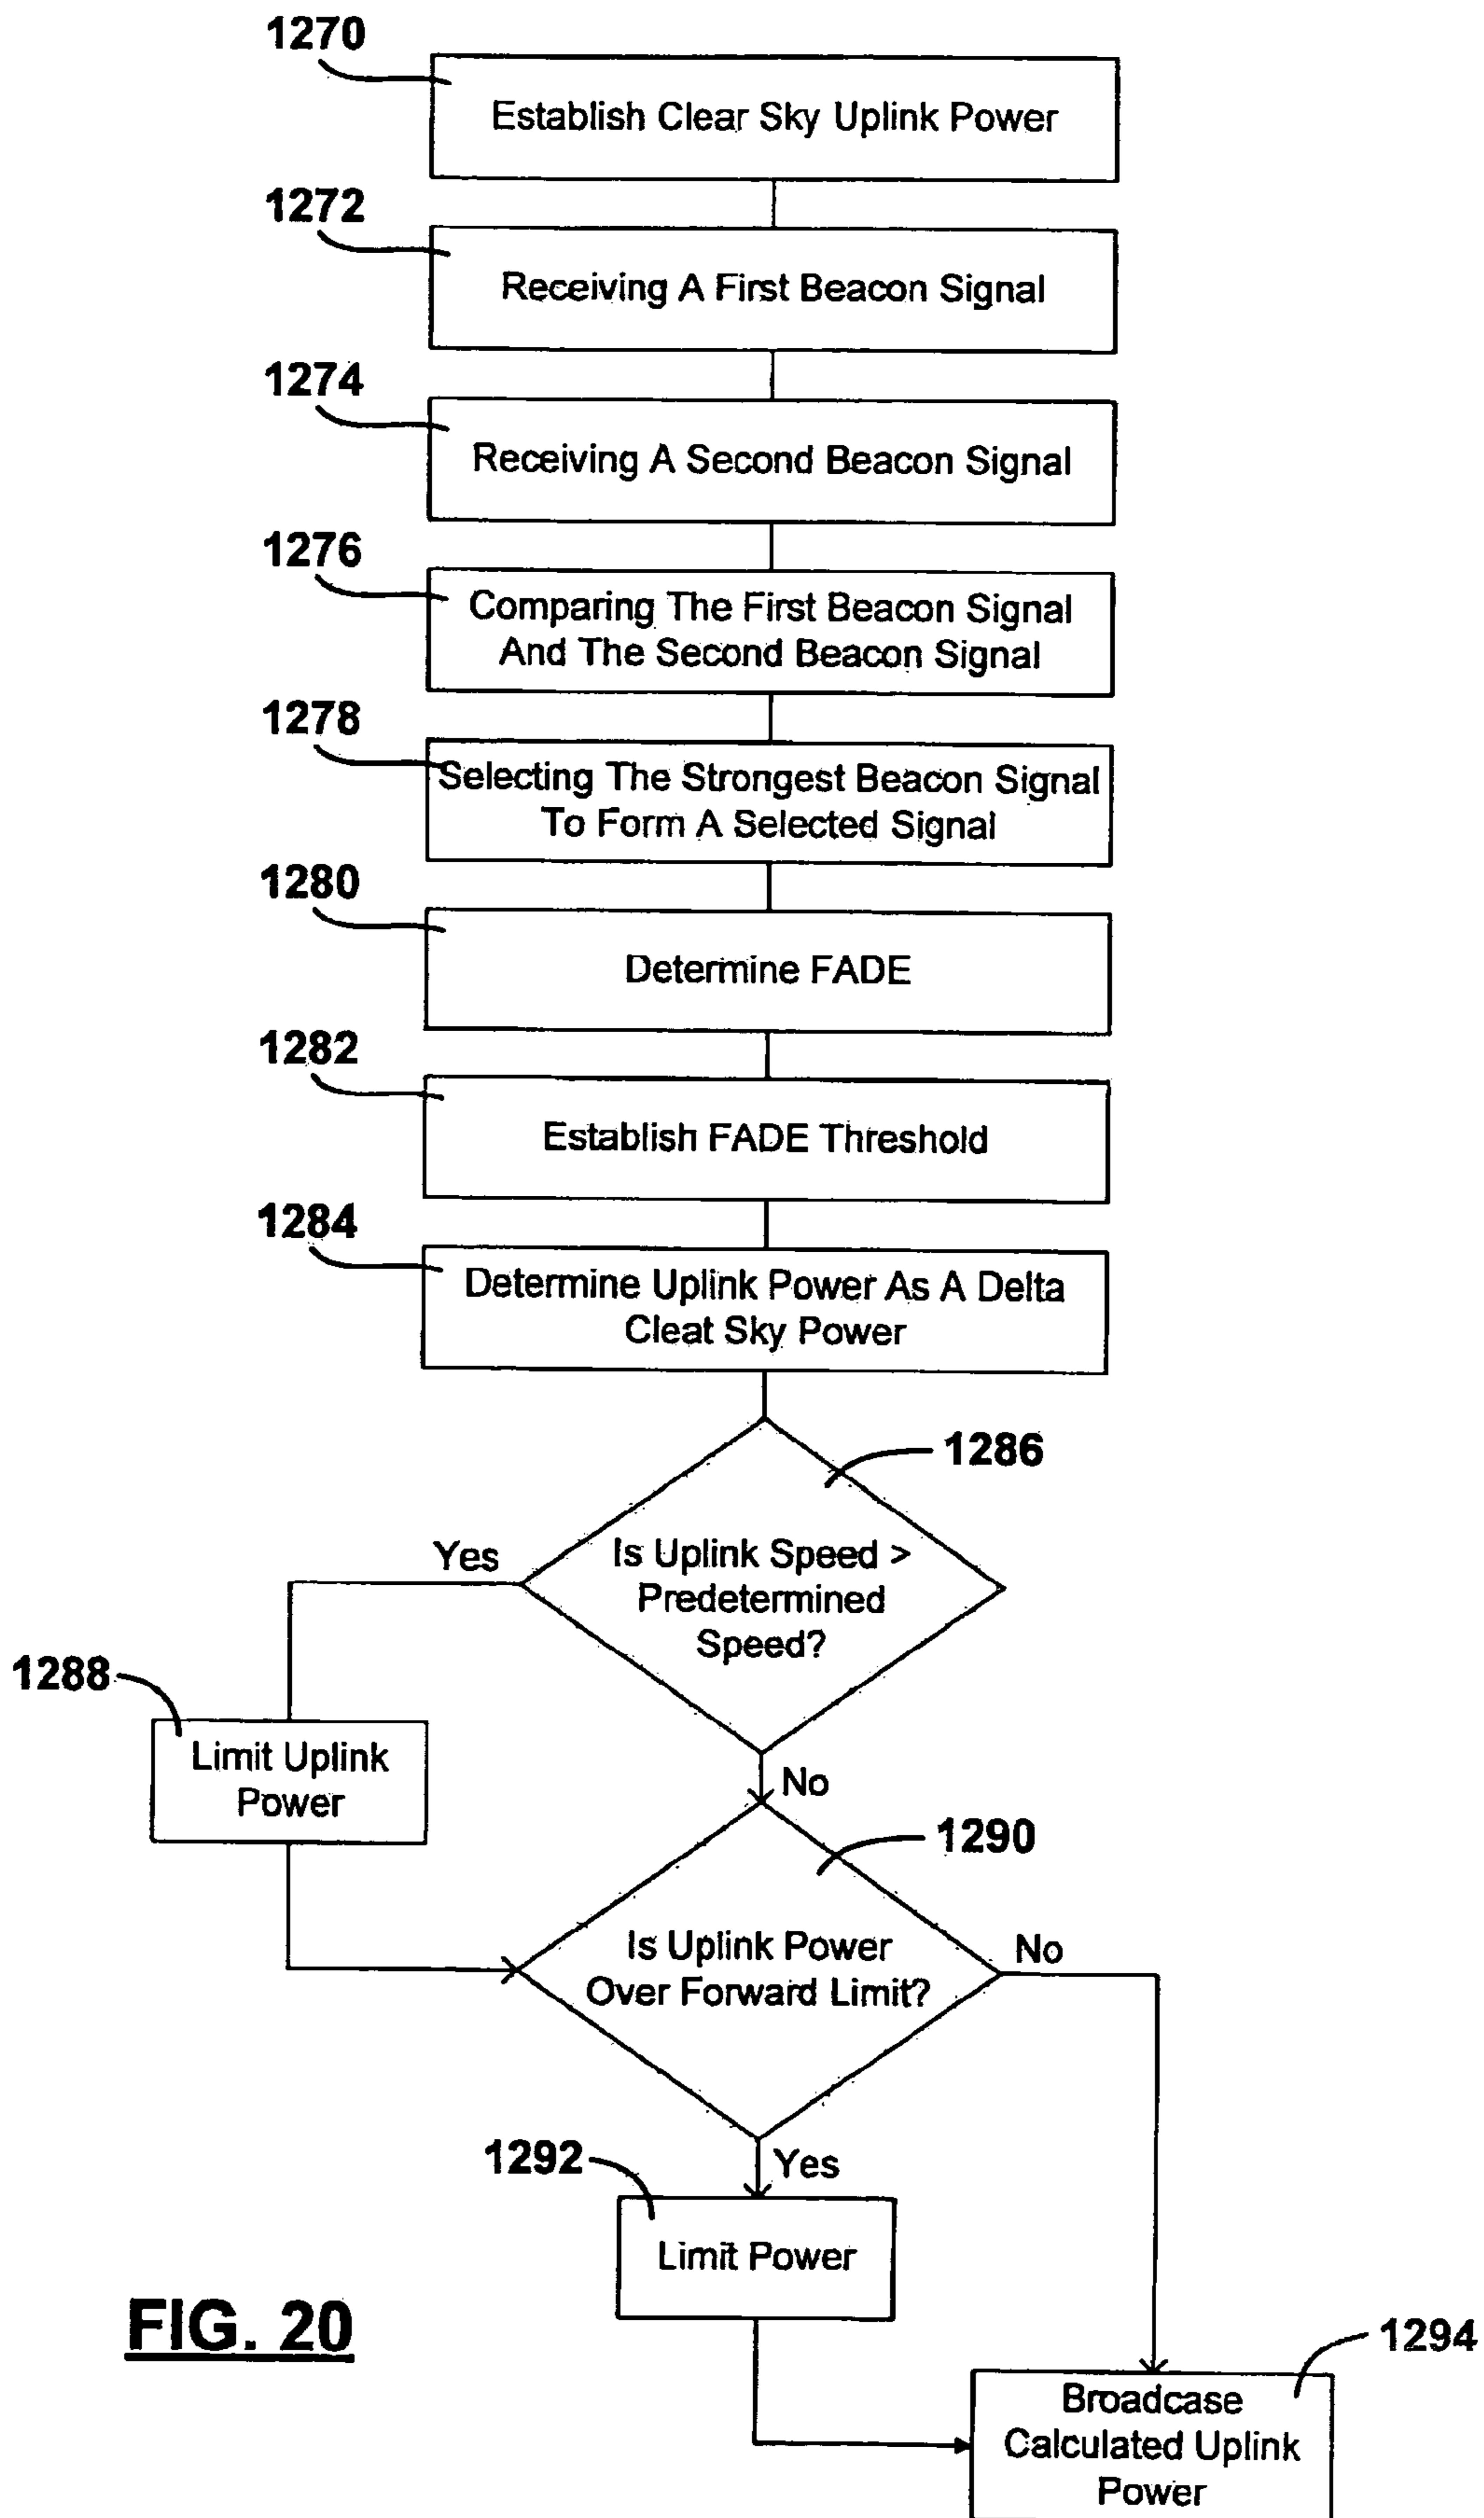 1270
Establish Clear Sky Uplink Power
1272
Receiving A First Beacon Signal
1274
Receiving A Second Beacon Signal
1276
Comparing The First Beacon Signal
And The Second Beacon Signal
1278
Selecting The Strongest Beacon Signal
To Form A Selected Signal
1280
Determine FADE
1282
Establish FADE Threshold
1284
Determine Uplink Power As A Delta
Cleat Sky Power
1286
Is Uplink Speed >
Predetermined
Speed?
Yes
1288
Limit Uplink
Power
No
1290
Is Uplink Power
Over Forward Limit?
No
1292
Yes
Limit Power
FIG. 20
1294
Broadcase
Calculated Uplink
Power